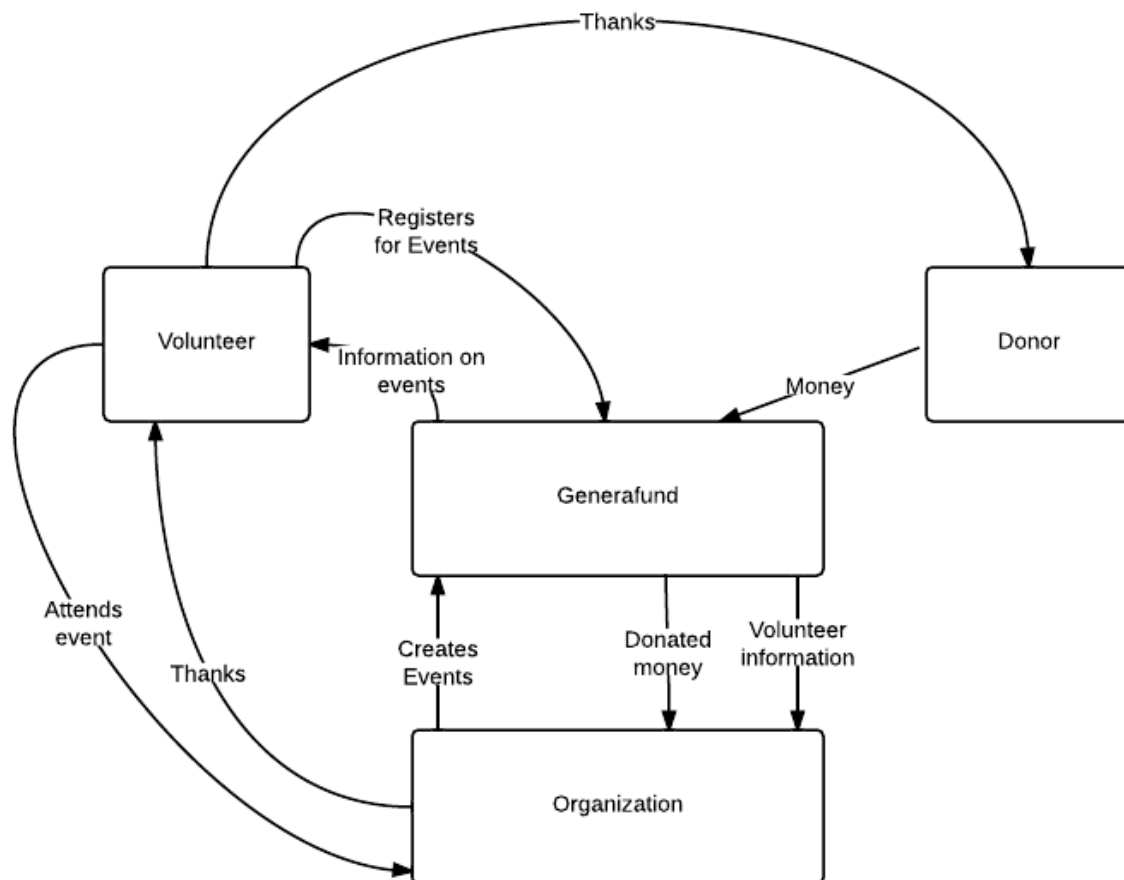 Thanks
Registers
for Events
Volunteer
Donor
Information on
events
Money
Generafund
Attends
event
Creates
Events
Donated
money
Volunteer
information
Thanks
Organization